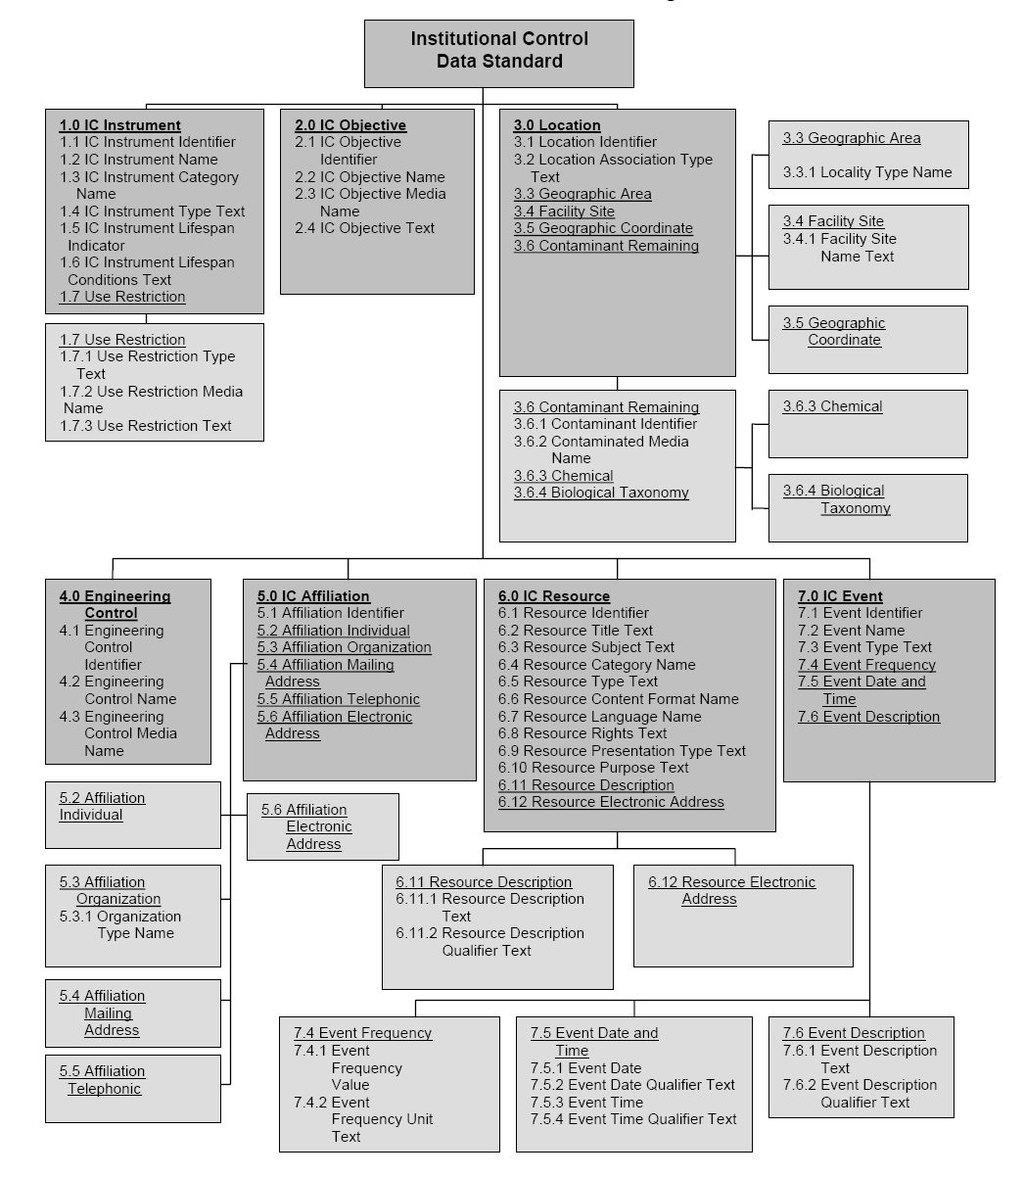 Institutional Control
Data Standard
1.0 IC Instrument
1.1 IC Instrument Identifier
1.2 IC Instrument Name
1.3 IC Instrument Category
Name
1.4 IC Instrument Type Text
1.5 IC Instrument Lifespan
Indicator
1.6 IC Instrument Lifespan
Conditions Text
1.7 Use Restriction
1.7 Use Restriction
1.7.1 Use Restriction Type
Text
1.7.2 Use Restriction Media
Name
1.7.3 Use Restriction Text
2.0 IC Objective
2.1 IC Objective
Identifier
2.2 IC Objective Name
2.3 IC Objective Media
Name
2.4 IC Objective Text
3.0 Location
3.1 Location Identifier
3.2 Location Association Type
Text
3.3 Geographic Area
3.4 Facility Site
3.5 Geographic Coordinate
3.6 Contaminant Remaining
3.3 Geographic Area
3.3.1 Locality Type Name
3.4 Facility Site
3.4.1 Facility Site
Name Text
3.5 Geographic
Coordinate
3.6 Contaminant Remaining
3.6.1 Contaminant Identifier
3.6.2 Contaminated Media
Name
3.6.3 Chemical
3.6.4 Biological Taxonomy
3.6.3 Chemical
3.6.4 Biological
Taxonomy
4.0 Engineering
Control
4.1 Engineering
Control
Identifier
4.2 Engineering
Control Name
4.3 Engineering
Control Media
Name
5.0 IC Affiliation
5.1 Affiliation Identifier
5.2 Affiliation Individual
5.3 Affiliation Organization
5.4 Affiliation Mailing
Address
5.5 Affiliation Telephonic
5.6 Affiliation Electronic
Address
6.0 IC Resource
6.1 Resource Identifier
6.2 Resource Title Text
6.3 Resource Subject Text
6.4 Resource Category Name
6.5 Resource Type Text
6.6 Resource Content Format Name
6.7 Resource Language Name
6.8 Resource Rights Text
6.9 Resource Presentation Type Text
6.10 Resource Purpose Text
6.11 Resource Description
6.12 Resource Electronic Address
7.0 IC Event
7.1 Event Identifier
7.2 Event Name
7.3 Event Type Text
7.4 Event Frequency
7.5 Event Date and
Time
7.6 Event Description
5.2 Affiliation
Individual
5.6 Affiliation
Electronic
Address
5.3 Affiliation
Organization
5.3.1 Organization
Type Name
5.4 Affiliation
Mailing
Address
5.5 Affiliation
Telephonic
6.11 Resource Description
6.11.1 Resource Description
Text
6.11.2 Resource Description
Qualifier Text
6.12 Resource Electronic
Address
7.4 Event Frequency
7.4.1 Event
Frequency
Value
7.4.2 Event
Frequency Unit
Text
7.5 Event Date and
Time
7.5.1 Event Date
7.5.2 Event Date Qualifier Text
7.5.3 Event Time
7.5.4 Event Time Qualifier Text
7.6 Event Description
7.6.1 Event Description
Text
7.6.2 Event Description
Qualifier Text